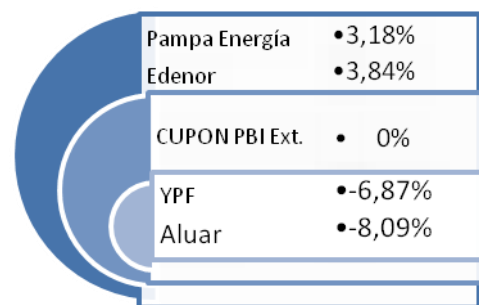 Pampa Energía •3,18%
Edenor •3,84%
CUPON PBI Ext. • 0%
YPF •-6,87%
Aluar •-8,09%